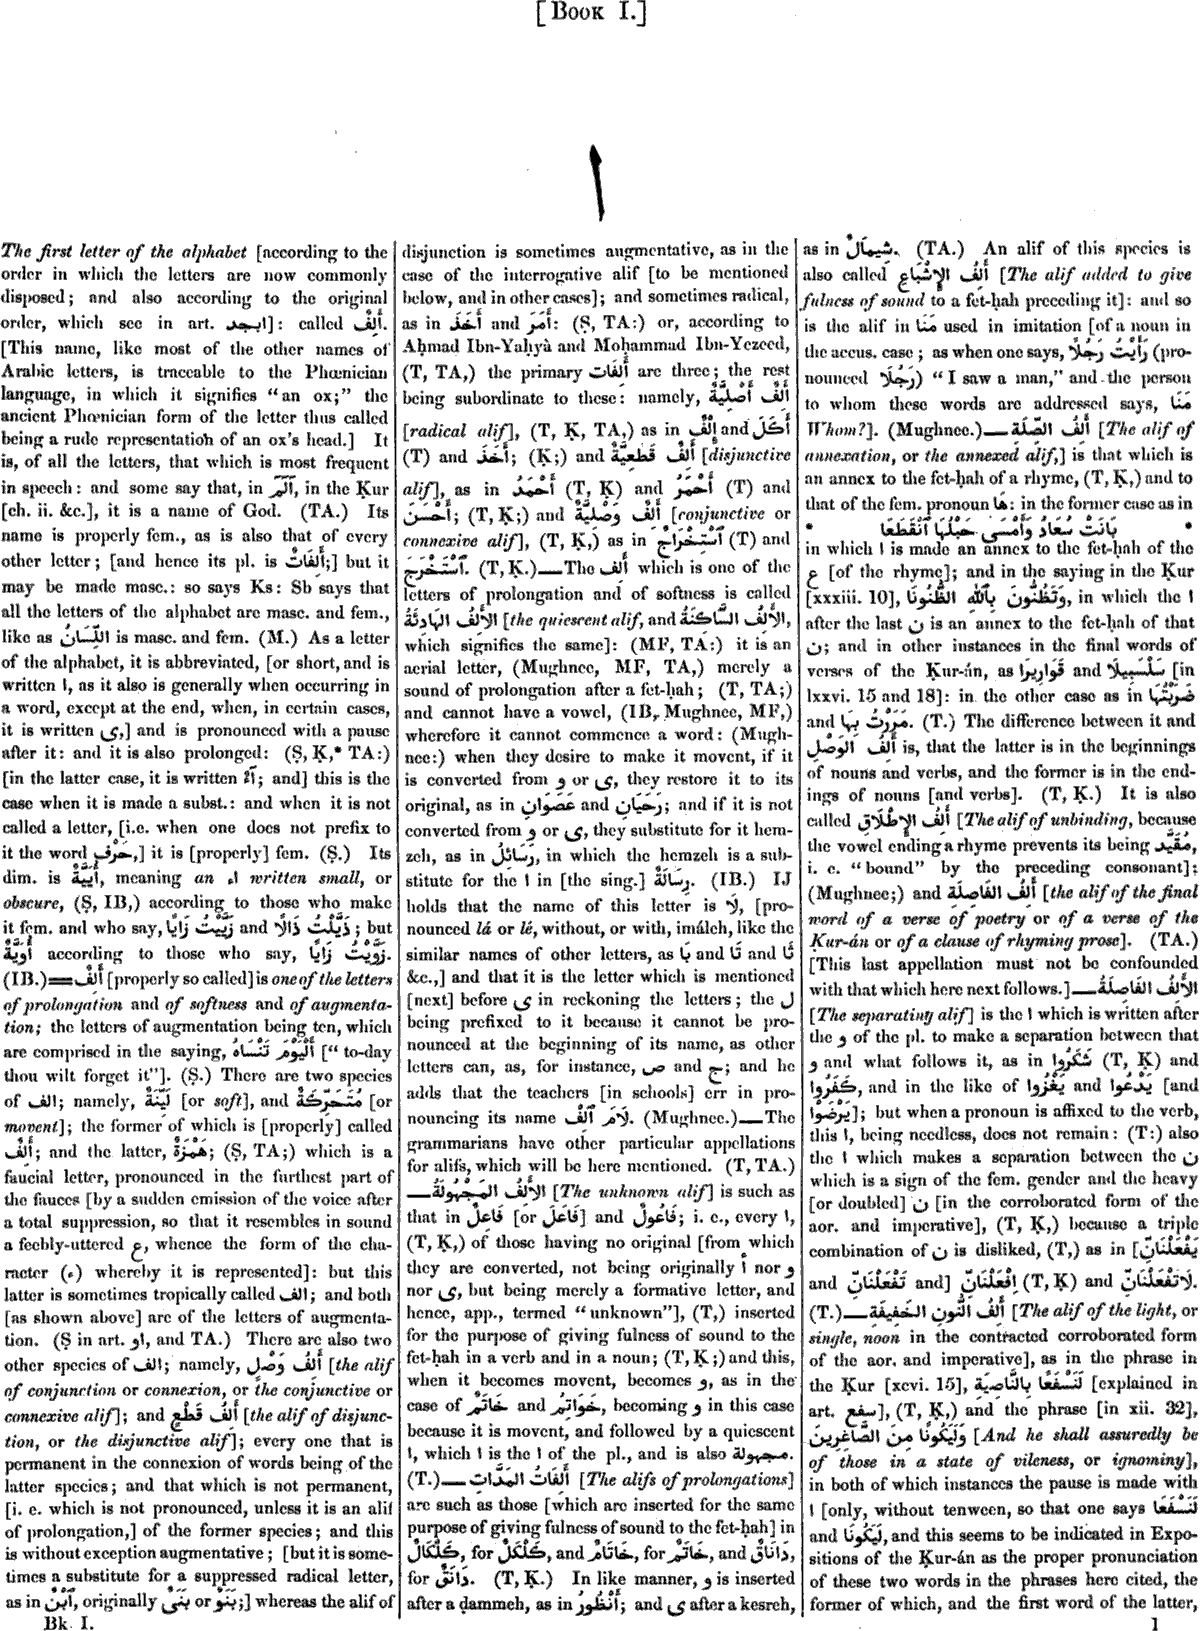 [BOOK I.]
ا
The first letter of the alphabet [according to the
order in which the letters are now commonly
disposed; and also according to the original
order, which see in art. ابجد]: called أَلِفٌ.
[This name, like most of the other names of
Arabic letters, is traceable to the Phœnician
language, in which it signifies "an ox;" the
ancient Phœnician form of the letter thus called
being a rude representation of an ox's head.] It
is, of all the letters, that which is most frequent
in speech: and some say that, in آلٓمٓ, in the Ḳur
[ch. ii. &c.], it is a name of God. (TA.) Its
name is properly fem., as is also that of every
other letter; [and hence its pl. is أَلِفَاتٌ;] but it
may be made masc.: so says Ks: Sb says that
all the letters of the alphabet are masc. and fem.,
like as اللِّسَانُ is masc. and fem. (M.) As a letter
of the alphabet, it is abbreviated, [or short, and is
written ا, as it also is generally when occurring in
a word, except at the end, when, in certain cases,
it is written ى,] and is pronounced with a pause
after it: and it is also prolonged: (Ṣ, Ḳ,* TA:)
[in the latter case, it is written آءٌ; and] this is the
case when it is made a subst.: and when it is not
called a letter, [i.e. when one does not prefix to
it the word حَرْف,] it is [properly] fem. (Ṣ.) Its
dim. is أُيَيَّةٌ, meaning an اء written small, or
obscure, (Ṣ, IB,) according to those who make
it fem. and who say, زَيَّيْتُ زَايًا and ذَيَّلْتُ ذَالًا; but
أُوَيَّةٌ according to those who say, زَوَّيْتُ زَايًا.
(IB.)=أَلِفٌ [properly so called] is one of the letters
of prolongation and of softness and of augmenta-
tion; the letters of augmentation being ten, which
are comprised in the saying, أَلْيَوْمَ تَنْسَاهُ ["to-day
thou wilt forget it"]. (Ṣ.) There are two species
of الف; namely, لَيِّنَةٌ [or soft], and مُتَحَرِّكَةٌ [or
movent]; the former of which is [properly] called
أَلِفٌ; and the latter, هَمْزَةٌ; (Ṣ, TA;) which is a
faucial letter, pronounced in the furthest part of
the fauces [by a sudden emission of the voice after
a total suppression, so that it resembles in sound
a feebly-uttered ع, whence the form of the cha-
racter (ء) whereby it is represented]: but this
latter is sometimes tropically called الف; and both
[as shown above] are of the letters of augmenta-
tion. (Ṣ in art. او, and TA.) There are also two
other species of الف; namely, أَلِفُ وَصْلٍ [the alif
of conjunction or connexion, or the conjunctive or
connexive alif]; and أَلِفُ قَطْعٍ [the alif of disjunc-
tion, or the disjunctive alif]; every one that is
permanent in the connexion of words being of the
latter species; and that which is not permanent,
[i. e. which is not pronounced, unless it is an alif
of prolongation,] of the former species; and this
is without exception augmentative; [but it is some-
times a substitute for a suppressed radical letter,
as in ٱبْنٌ, originally بَنَىٌ or بَنَوٌ;] whereas the alif of
Bk. I.
disjunction is sometimes augmentative, as in the
case of the interrogative alif [to be mentioned
below, and in other cases]; and sometimes radical,
as in أَخَذَ and أَمَرَ: (Ṣ, TA:) or, according to
Aḥmad Ibn-Yaḥyà and Moḥammad Ibn-Yezeed,
(T, TA,) the primary أَلِفَات are three; the rest
being subordinate to these: namely, أَلِفٌ أَصْلِيَّةٌ
[radical alif], (T, Ḳ, TA,) as in إِلْفٌ and أَكَلَ
(T) and أَخَذَ; (Ḳ;) and أَلِفٌ قَطْعِيَّةٌ [disjunctive
alif], as in أَحْمَدُ (T, Ḳ) and أَحْمَرُ (T) and
أَحْسَنَ; (T, Ḳ;) and أَلِفٌ وَصْلِيَّةٌ [conjunctive or
connexive alif], (T, Ḳ,) as in ٱسْتِخْرَاجٌ (T) and
ٱسْتَخْرَجَ. (T, Ḳ.)—The ألف which is one of the
letters of prolongation and of softness is called
الأَلِفُ الهَادِئَةُ [the quiescent alif, and الأَلِفُ السَّاكِنَةُ,
which signifies the same]: (MF, TA:) it is an
aerial letter, (Mughnee, MF, TA,) merely a
sound of prolongation after a fet-ḥah; (T, TA;)
and cannot have a vowel, (IB, Mughnee, MF,)
wherefore it cannot commence a word: (Mugh-
nee:) when they desire to make it movent, if it
is converted from و or ى, they restore it to its
original, as in عَصَوَانِ and رَحَيَانِ; and if it is not
converted from و or ى, they substitute for it hem-
zeh, as in رَسَائِلُ, in which the hemzeh is a sub-
stitute for the ا in [the sing.] رِسَالَةٌ. (IB.) IJ
holds that the name of this letter is لَا, [pro-
nounced lá or lé, without, or with, imáleh, like the
similar names of other letters, as بَا and تَا and ثَا
&c.,] and that it is the letter which is mentioned
[next] before ى in reckoning the letters; the ل
being prefixed to it because it cannot be pro-
nounced at the beginning of its name, as other
letters can, as, for instance, ص and ج; and he
adds that the teachers [in schools] err in pro-
nouncing its name لَامَ أَلِفْ. (Mughnee.)—The
grammarians have other particular appellations
for alifs, which will be here mentioned. (T, TA.)
—الأَلِفُ المَجْهُولَةُ [The unknown alif] is such as
that in فَاعِلٌ [or فَاعَلَ] and فَاعُولٌ; i. e., every ا,
(T, Ḳ,) of those having no original [from which
they are converted, not being originally أ nor و
nor ى, but being merely a formative letter, and
hence, app., termed "unknown"], (T,) inserted
for the purpose of giving fulness of sound to the
fet-ḥah in a verb and in a noun; (T, Ḳ;) and this,
when it becomes movent, becomes و, as in the
case of خَاتَمٌ and خَوَاتِمُ, becoming و in this case
because it is movent, and followed by a quiescent
ا, which ا is the ا of the pl., and is also مجهولة.
(T.)—أَلِفَاتُ المَدَّاتِ [The alifs of prolongations]
are such as those [which are inserted for the same
purpose of giving fulness of sound to the fet-ḥah] in
كَلْكَالٌ, for كَلْكَلٌ, and خَاتَامٌ, for خَاتَمٌ, and دَانَاقٌ,
for دَانَقٌ. (T, Ḳ.) In like manner, و is inserted
after a ḍammeh, as in أَنْظُورُ; and ى after a kesreh,
as in شِيمَالٌ. (TA.) An alif of this species is
also called أَلِفُ الإِشْبَاعِ [The alif added to give
fulness of sound to a fet-ḥah preceding it]: and so
is the alif in مَنَا used in imitation [of a noun in
the accus. case; as when one says, رَأَيْتُ رَجُلًا (pro-
nounced رَجُلَا) "I saw a man," and the person
to whom these words are addressed says, مَنَا
Whom?]. (Mughnee.)—أَلِفُ الصِّلَةِ [The alif of
annexation, or the annexed alif,] is that which is
an annex to the fet-ḥah of a rhyme, (T, Ḳ,) and to
that of the fem. pronoun هَا: in the former case as in
* بَانَتْ سُعَادُ وَأَمْسَى حَبْلُهَا ٱنْقَطَعَا *
in which ا is made an annex to the fet-ḥah of the
ع [of the rhyme]; and in the saying in the Ḳur
[xxxiii. 10], وَتَظُنُّونَ بِٱللّٰهِ الظُّنُونَا, in which the ا
after the last ن is an annex to the fet-ḥah of that
ن; and in other instances in the final words of
verses of the Ḳur-án, as قَوَارِيرَا and سَلْسَبِيلَا [in
lxxvi. 15 and 18]: in the other case as in ضَرَبْتُهَا
and مَرَرْتُ بِهَا. (T.) The difference between it and
أَلِفُ الوَصْلِ is, that the latter is in the beginnings
of nouns and verbs, and the former is in the end-
ings of nouns [and verbs]. (T, Ḳ.) It is also
called أَلِفُ الإِطْلَاقِ [The alif of unbinding, because
the vowel ending a rhyme prevents its being مُقَيَّد,
i. e. "bound" by the preceding consonant]:
(Mughnee;) and أَلِفُ الفَاصِلَةِ [the alif of the final
word of a verse of poetry or of a verse of the
Ḳur-án or of a clause of rhyming prose]. (TA.)
[This last appellation must not be confounded
with that which here next follows.]—الأَلِفُ الفَاصِلَةُ
[The separating alif] is the ا which is written after
the و of the pl. to make a separation between that
و and what follows it, as in شَكَرُوا (T, Ḳ) and
كَفَرُوا, and in the like of يَغْزُوا and يَدْعُوا [and
يَرْضَوْا]; but when a pronoun is affixed to the verb,
this ا, being needless, does not remain: (T:) also
the ا which makes a separation between the ن
which is a sign of the fem. gender and the heavy
[or doubled] ن [in the corroborated form of the
aor. and imperative], (T, Ḳ,) because a triple
combination of ن is disliked, (T,) as in [يَفْعَلْنَانِّ
and تَفْعَلْنَانِّ and] اِفْعَلْنَانِّ (T, Ḳ) and لَا تَفْعَلْنَانِّ.
(T.)—أَلِفُ النُّونِ الخَفِيفَةِ [The alif of the light, or
single, noon in the contracted corroborated form
of the aor. and imperative], as in the phrase in
the Ḳur [xcvi. 15], لَنَسْفَعًا بِالنَّاصِيَةِ [explained in
art. سفع], (T, Ḳ,) and the phrase [in xii. 32],
وَلَيَكُونًا مِنَ الصَّاغِرِينَ [And he shall assuredly be
of those in a state of vileness, or ignominy],
in both of which instances the pause is made with
ا [only, without tenween, so that one says لَنَسْفَعَا
and لَيَكُونَا, and this seems to be indicated in Expo-
sitions of the Ḳur-án as the proper pronunciation
of these two words in the phrases here cited, the
former of which, and the first word of the latter,
1